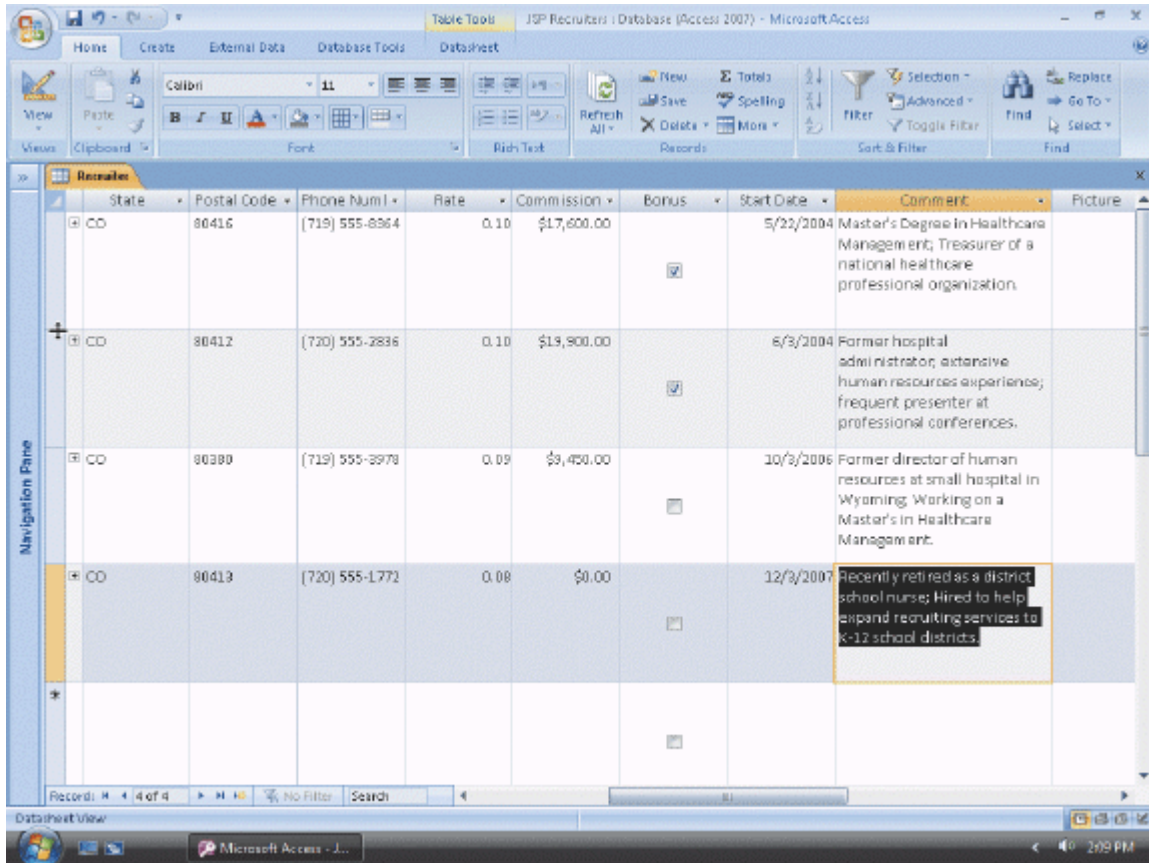 Table Tools JSP Recruiters : Database (Access 2007) - Microsoft Access
Home Create External Data Database Tools Datasheet
View Paste Calibri 11 B I U Refresh All New Save Delete Totals Spelling More Filter Selection Advanced Toggle Filter Find Replace Go To Select
Views Clipboard Font Rich Text Records Sort & Filter Find
Recruiter
State Postal Code Phone Num Rate Commission Bonus Start Date Comment Picture
CO 80416 (719) 555-8364 0.10 $17,600.00 5/22/2004 Master's Degree in Healthcare
Management; Treasurer of a
national healthcare
professional organization.
CO 80412 (720) 555-2836 0.10 $19,900.00 6/3/2004 Former hospital
administrator; extensive
human resources experience;
frequent presenter at
professional conferences.
CO 80380 (719) 555-3978 0.09 $9,450.00 10/3/2006 Former director of human
resources at small hospital in
Wyoming; Working on a
Master's in Healthcare
Management.
CO 80413 (720) 555-1772 0.08 $0.00 12/3/2007 Recently retired as a district
school nurse; Hired to help
expand recruiting services to
K-12 school districts.
Navigation Pane
Record: 4 of 4 No Filter Search
Datasheet View
Microsoft Access - J... 2:09 PM